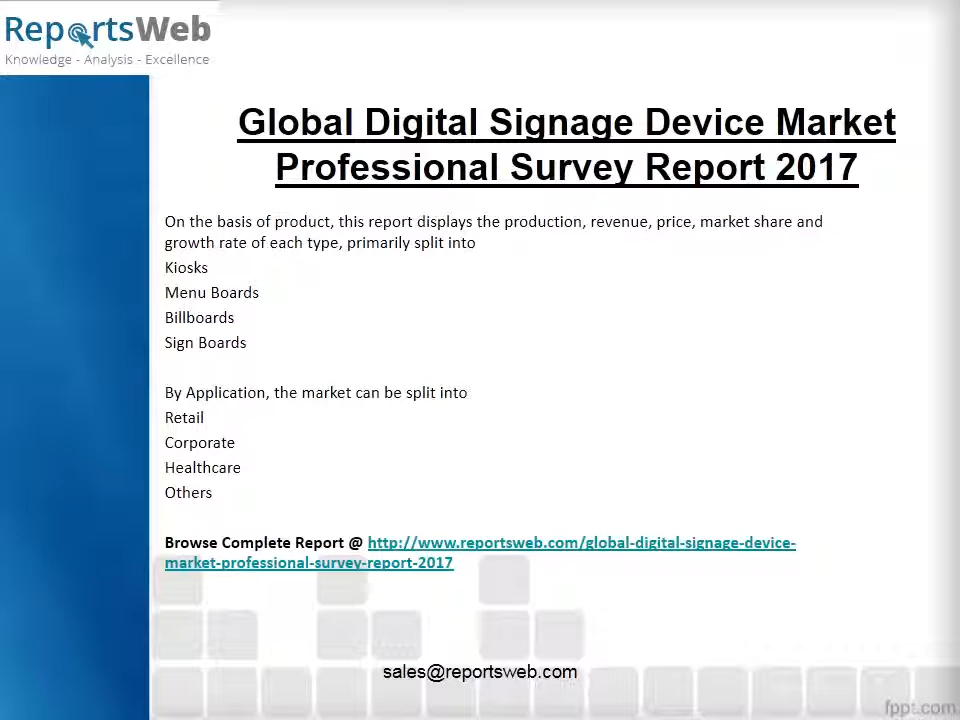 ReportsWeb
Knowledge - Analysis - Excellence
Global Digital Signage Device Market
Professional Survey Report 2017
On the basis of product, this report displays the production, revenue, price, market share and
growth rate of each type, primarily split into
Kiosks
Menu Boards
Billboards
Sign Boards
By Application, the market can be split into
Retail
Corporate
Healthcare
Others
Browse Complete Report @ http://www.reportsweb.com/global-digital-signage-device-
market-professional-survey-report-2017
sales@reportsweb.com
fppt.com